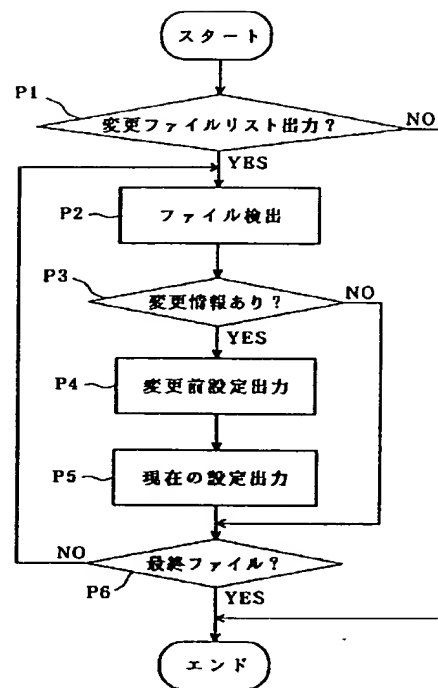 スタート
P1
変更ファイルリスト出力?
NO
YES
P2
ファイル検出
P3
変更情報あり?
NO
YES
P4
変更前設定出力
P5
現在の設定出力
NO
最終ファイル?
P6
YES
エンド